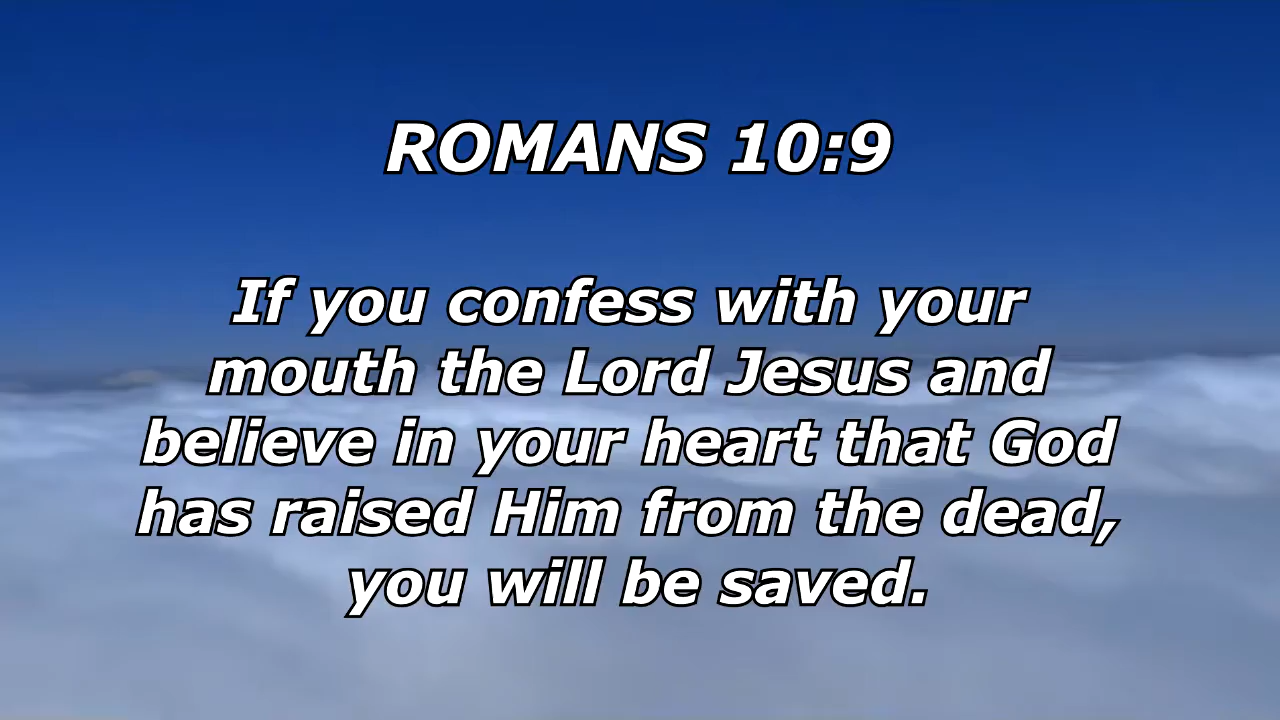 ROMANS 10:9
If you confess with your
mouth the Lord Jesus and
believe in your heart that God
has raised Him from the dead,
you will be saved.